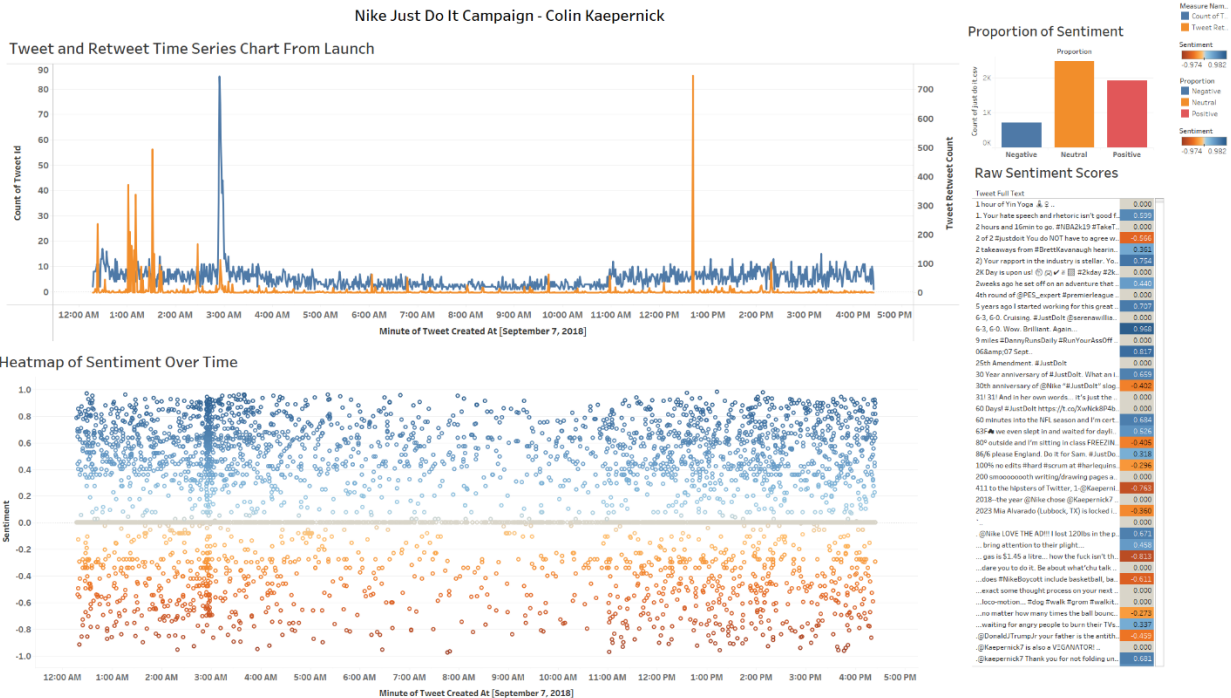 Nike Just Do It Campaign - Colin Kaepernick
Tweet and Retweet Time Series Chart From Launch
90
80
70
60
50
40
30
20
10
0
Count of Tweet Id
700
600
500
400
300
200
100
0
Tweet Retweet Count
12:00 AM 1:00 AM 2:00 AM 3:00 AM 4:00 AM 5:00 AM 6:00 AM 7:00 AM 8:00 AM 9:00 AM 10:00 AM 11:00 AM 12:00 PM 1:00 PM 2:00 PM 3:00 PM 4:00 PM 5:00 PM
Minute of Tweet Created At [September 7, 2018]
Heatmap of Sentiment Over Time
1.0
0.8
0.6
0.4
0.2
0.0
-0.2
-0.4
-0.6
-0.8
-1.0
Sentiment
12:00 AM 1:00 AM 2:00 AM 3:00 AM 4:00 AM 5:00 AM 6:00 AM 7:00 AM 8:00 AM 9:00 AM 10:00 AM 11:00 AM 12:00 PM 1:00 PM 2:00 PM 3:00 PM 4:00 PM 5:00 PM
Minute of Tweet Created At [September 7, 2018]
Proportion of Sentiment
Proportion
2K
1K
0K
Count of just do it.csv
Negative Neutral Positive
Measure Nam..
Count of T..
Tweet Ret..
Sentiment
-0.974 0.982
Proportion
Negative
Neutral
Positive
Sentiment
-0.974 0.982
Raw Sentiment Scores
Tweet Full Text
1 hour of Yin Yoga .. 0.000
1. Your hate speech and rhetoric isn't good f.. 0.599
2 hours and 16min to go. #NBA2k19 #TakeT.. 0.000
2 of 2 #justdoit You do NOT have to agree w.. -0.566
2 takeaways from #BrettKavanaugh hearin.. 0.361
2) Your rapport in the industry is stellar. Yo.. 0.754
2K Day is upon us! #2kday #2k.. 0.000
2weeks ago he set off on an adventure that .. 0.440
4th round of @PES_expert #premierleague .. 0.000
5 years ago I started working for this great .. 0.707
6-3, 6-0. Cruising. #JustDoIt @serenawillia.. 0.000
6-3, 6-0. Wow. Brilliant. Again... 0.968
9 miles #DannyRunsDaily #RunYourAssOff .. 0.000
06&amp;07 Sept.. 0.817
25th Amendment. #JustDoIt 0.000
30 Year anniversary of #JustDoIt. What an i.. 0.659
30th anniversary of @Nike "#JustDoIt" slog.. -0.402
31! 31! And in her own words... It's just the .. 0.000
60 Days! #JustDoIt https://t.co/XwNck8P4b.. 0.000
60 minutes into the NFL season and I'm cert.. 0.684
we even slept in and waited for dayli.. 0.526
80º outside and I'm sitting in class FREEZIN.. -0.405
86/6 please England. Do it for Sam. #JustDo.. 0.318
100% no edits #hard #scrum at #harlequins.. -0.296
200 smooooooooth writing/drawing pages a.. 0.000
411 to the hipsters of Twitter, 1-@Kaeperni.. -0.763
2018--the year @Nike chose @Kaepernick7 .. 0.000
2023 Mia Alvarado (Lubbock, TX) is locked i.. -0.360
'.. 0.000
. @Nike LOVE THE AD!!! I lost 120lbs in the p.. 0.671
... bring attention to their plight.... 0.458
... gas is $1.45 a litre... how the fuck isn't th.. -0.813
...dare you to do it. Be about what'chu talk .. 0.000
...does #NikeBoycott include basketball, ba.. -0.611
...exact some thought process on your next .. 0.000
...loco-motion... #dog #walk #grom #walkit.. 0.000
...no matter how many times the ball bounc.. -0.273
...waiting for angry people to burn their TVs.. 0.337
.@DonaldJTrumpJr your father is the antith.. -0.459
.@Kaepernick7 is also a VEGANATOR! .. 0.000
.@kaepernick7 Thank you for not folding un.. 0.681